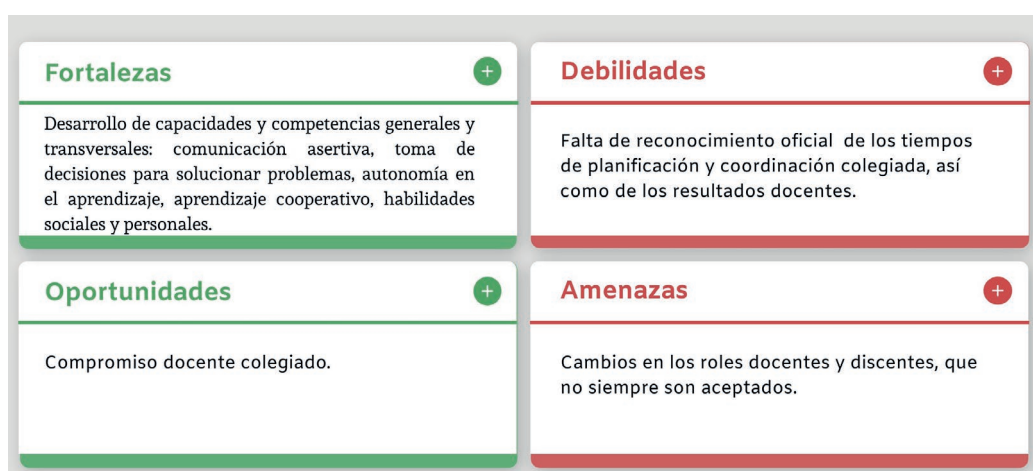 Fortalezas
Desarrollo de capacidades y competencias generales y
transversales: comunicación asertiva, toma de
decisiones para solucionar problemas, autonomía en
el aprendizaje, aprendizaje cooperativo, habilidades
sociales y personales.
Debilidades
Falta de reconocimiento oficial de los tiempos
de planificación y coordinación colegiada, así
como de los resultados docentes.
Oportunidades
Compromiso docente colegiado.
Amenazas
Cambios en los roles docentes y discentes, que
no siempre son aceptados.